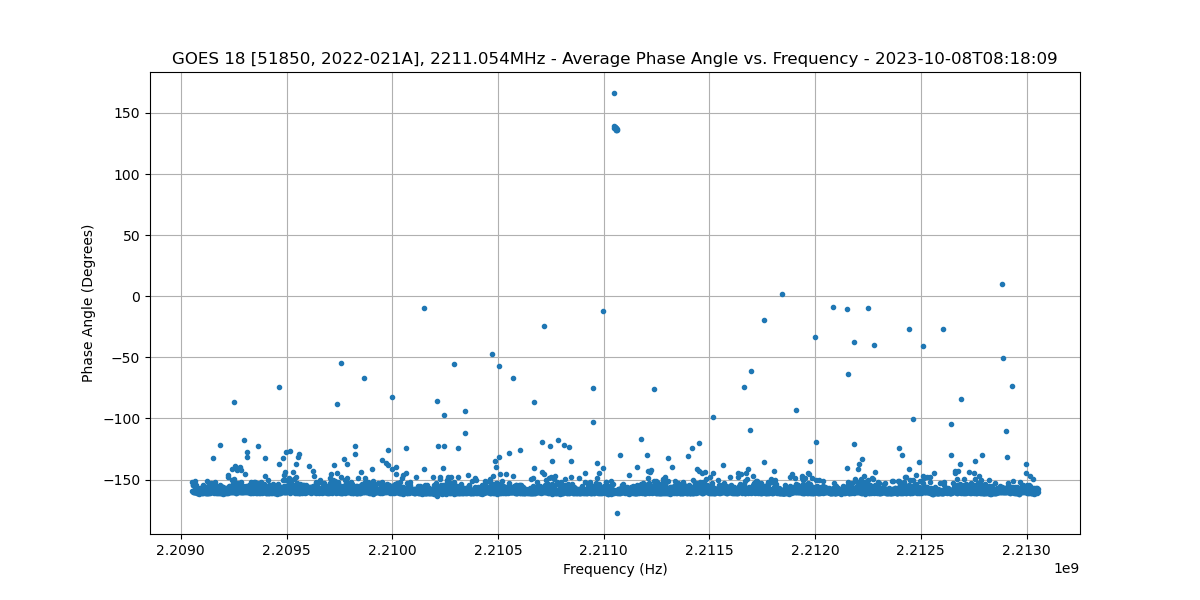 GOES 18 [51850, 2022-021A], 2211.054MHz - Average Phase Angle vs. Frequency - 2023-10-08T08:18:09
150
100
50
0
−50
−100
−150
Phase Angle (Degrees)
2.2090 2.2095 2.2100 2.2105 2.2110 2.2115 2.2120 2.2125 2.2130
1e9
Frequency (Hz)